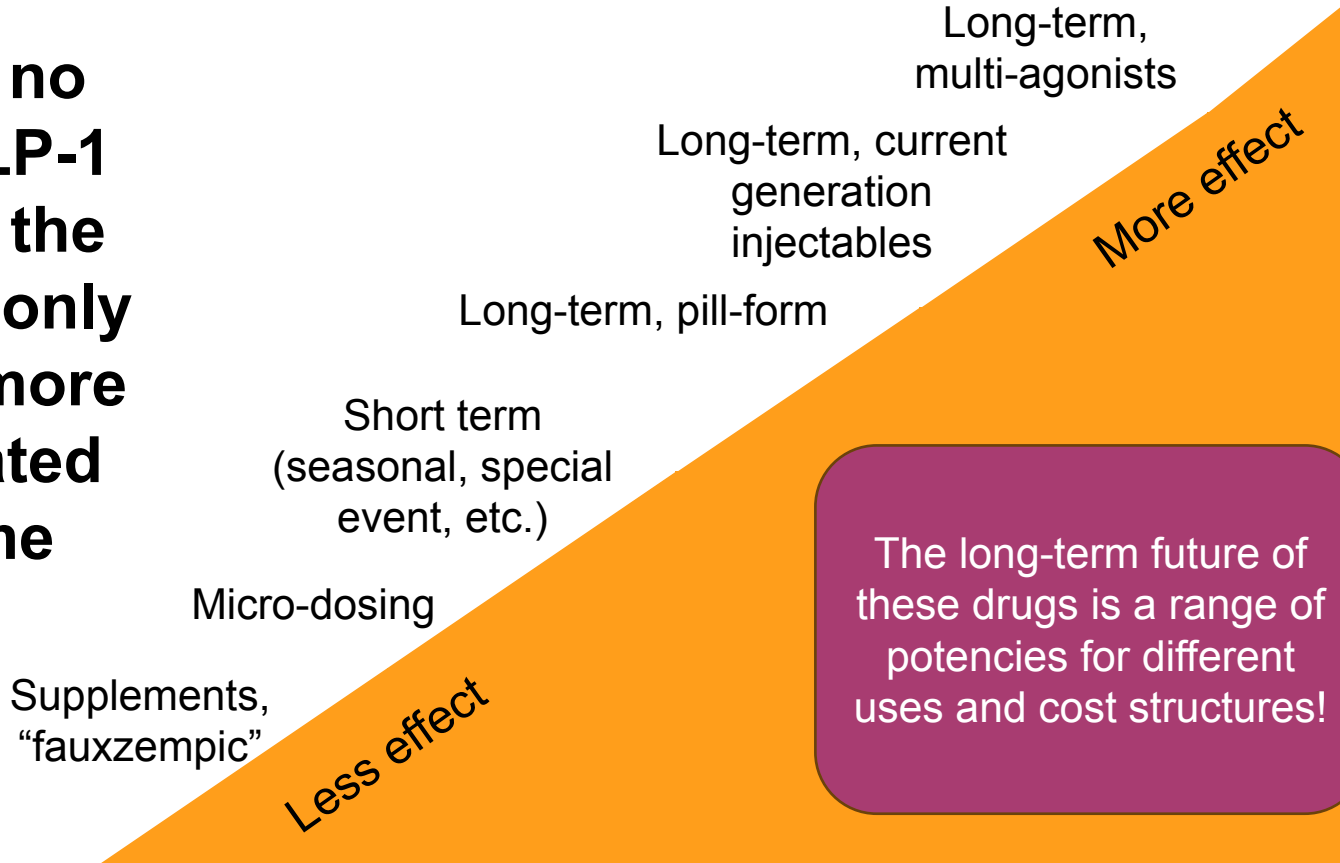 no
LP-1
the
only
more
ated
ne
Long-term,
multi-agonists
Long-term, current
generation
injectables
Long-term, pill-form
Short term
(seasonal, special
event, etc.)
Micro-dosing
Supplements,
“fauxzempic”
More effect
Less effect
The long-term future of
these drugs is a range of
potencies for different
uses and cost structures!